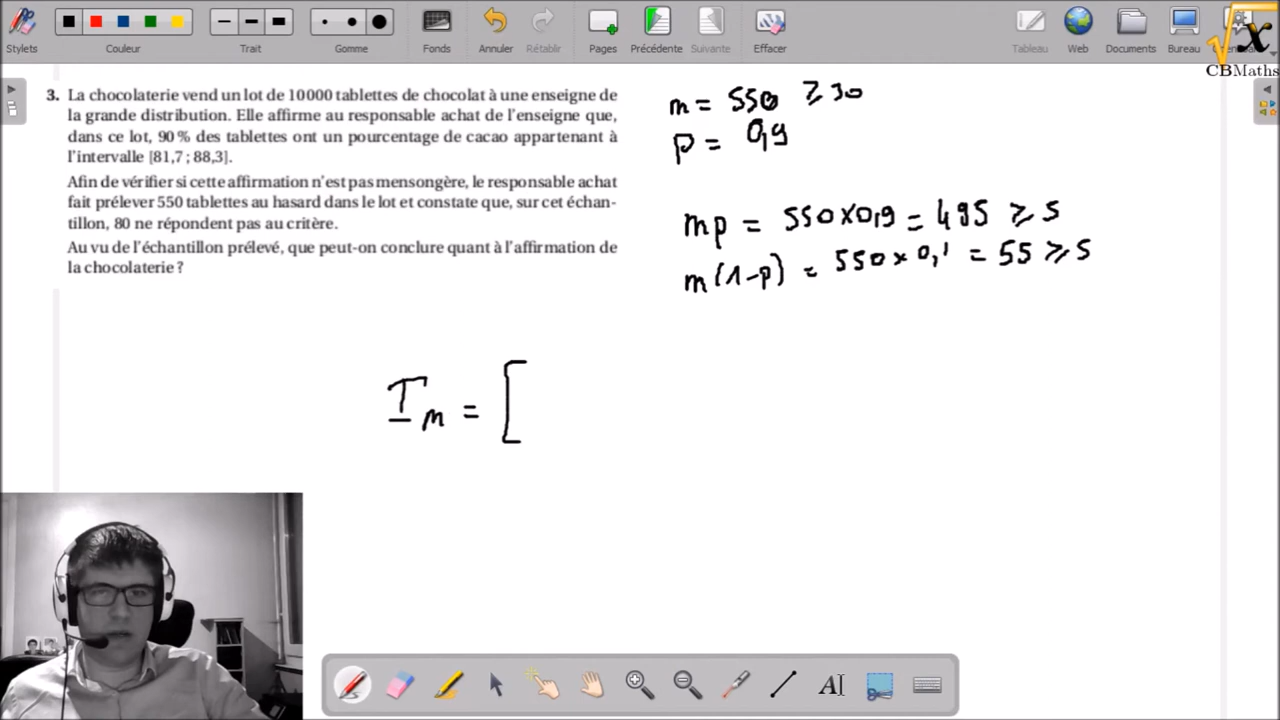 Stylets Couleur Trait Gomme Fonds Annuler Rétablir Pages Précédente Suivante Effacer Tableau Web Documents Bureau
CBMaths
3. La chocolaterie vend un lot de 10000 tablettes de chocolat à une enseigne de
la grande distribution. Elle affirme au responsable achat de l'enseigne que,
dans ce lot, 90 % des tablettes ont un pourcentage de cacao appartenant à
l'intervalle [81,7 ; 88,3].
Afin de vérifier si cette affirmation n'est pas mensongère, le responsable achat
fait prélever 550 tablettes au hasard dans le lot et constate que, sur cet échan-
tillon, 80 ne répondent pas au critère.
Au vu de l'échantillon prélevé, que peut-on conclure quant à l'affirmation de
la chocolaterie ?
n = 550 ≥ 30
p = 0,9
np = 550 × 0,9 = 495 ≥ 5
n(1-p) = 550 × 0,1 = 55 ≥ 5
In = [